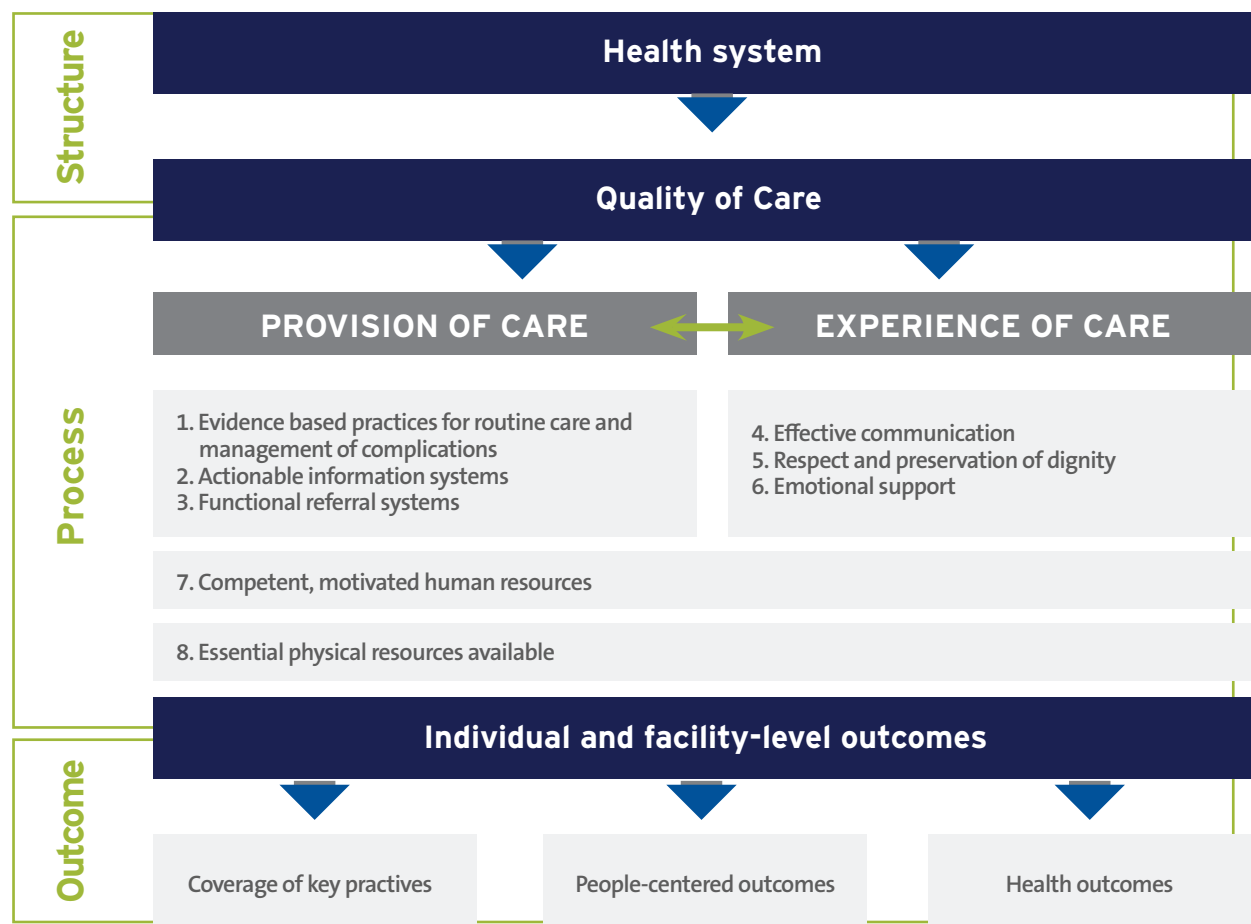 Structure
Health system
Quality of Care
Process
PROVISION OF CARE
EXPERIENCE OF CARE
1. Evidence based practices for routine care and
management of complications
2. Actionable information systems
3. Functional referral systems
4. Effective communication
5. Respect and preservation of dignity
6. Emotional support
7. Competent, motivated human resources
8. Essential physical resources available
Outcome
Individual and facility-level outcomes
Coverage of key practives
People-centered outcomes
Health outcomes